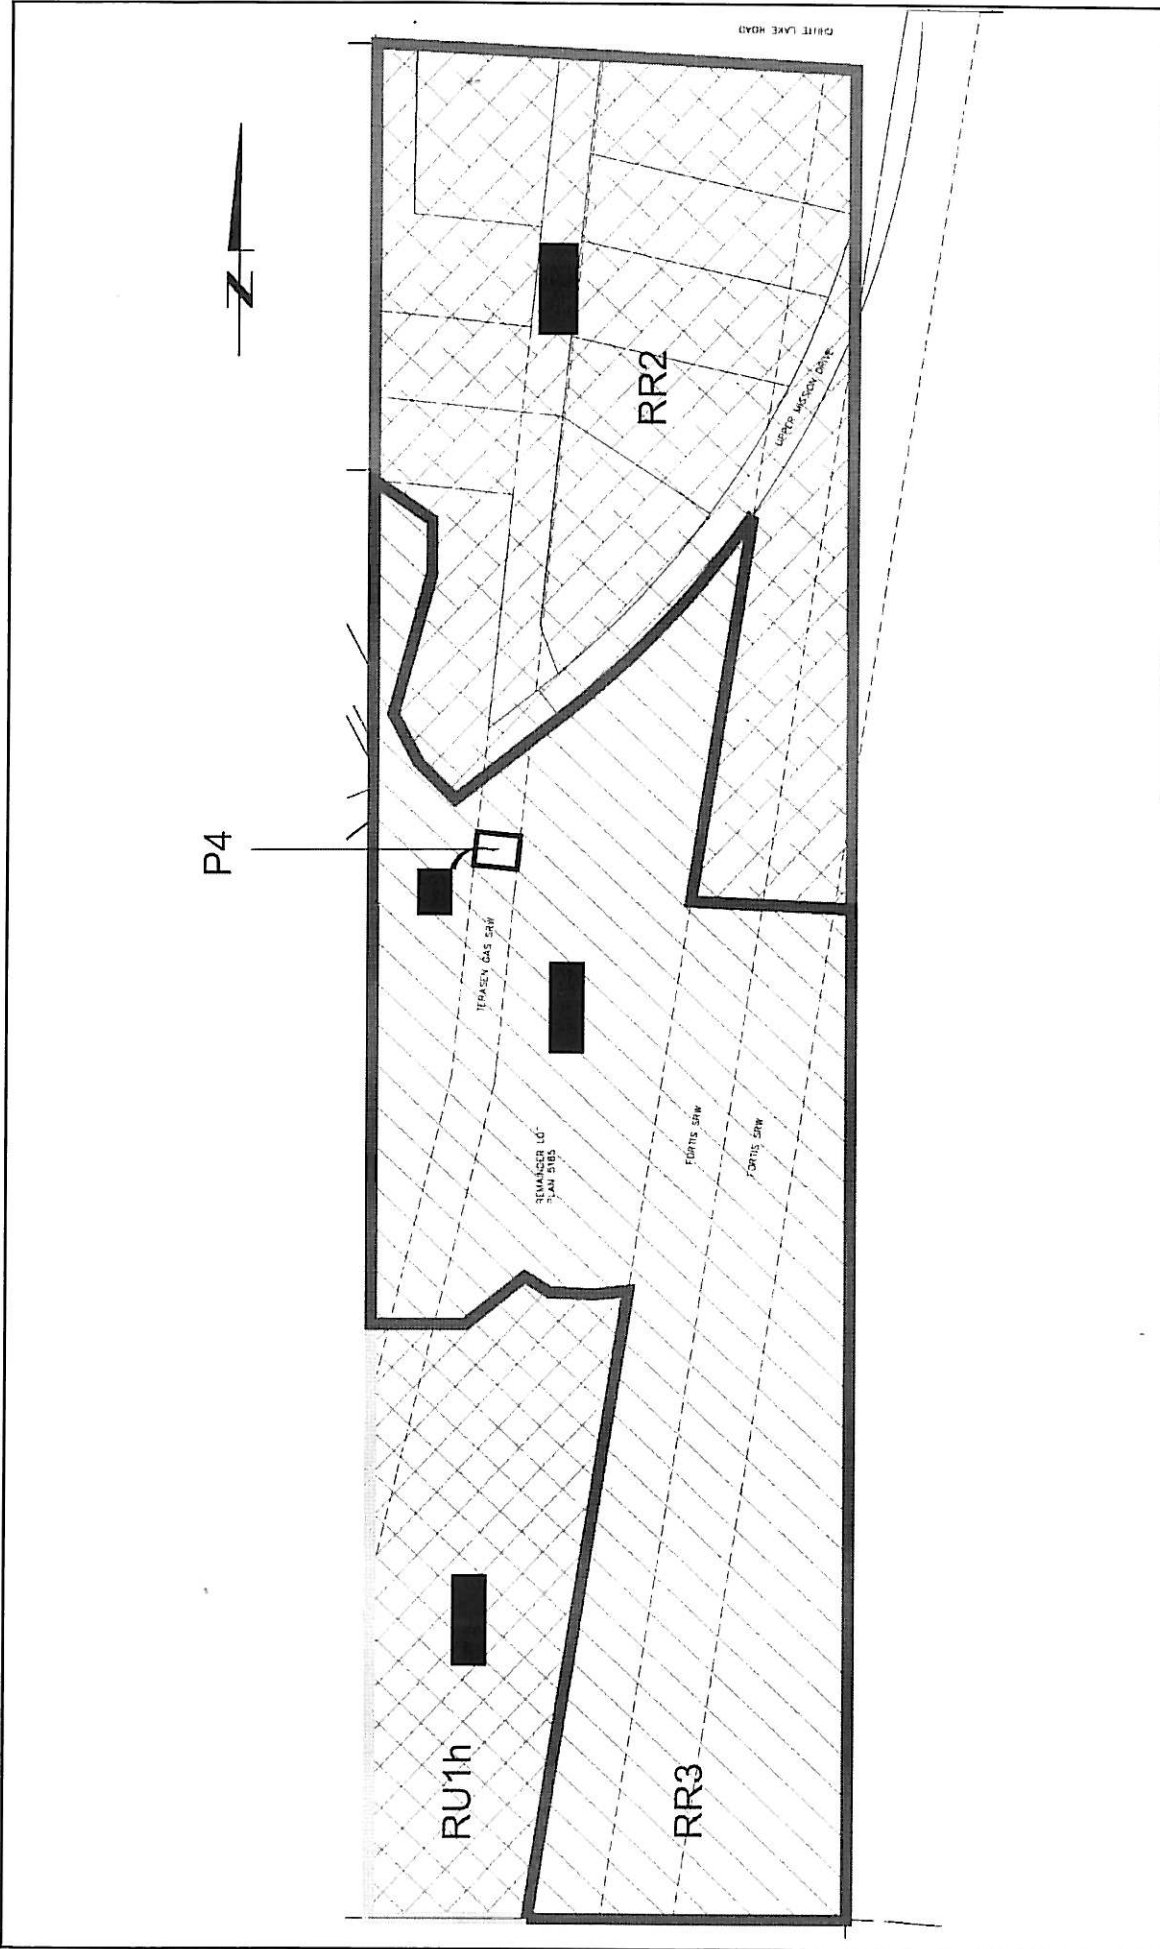 CHUTE LAKE ROAD
N
RR2
UPPER MISSION DRIVE
P4
TERASEN GAS SRW
REMAINDER LOT
PLAN 5185
FORTIS SRW
FORTIS SRW
RU1h
RR3